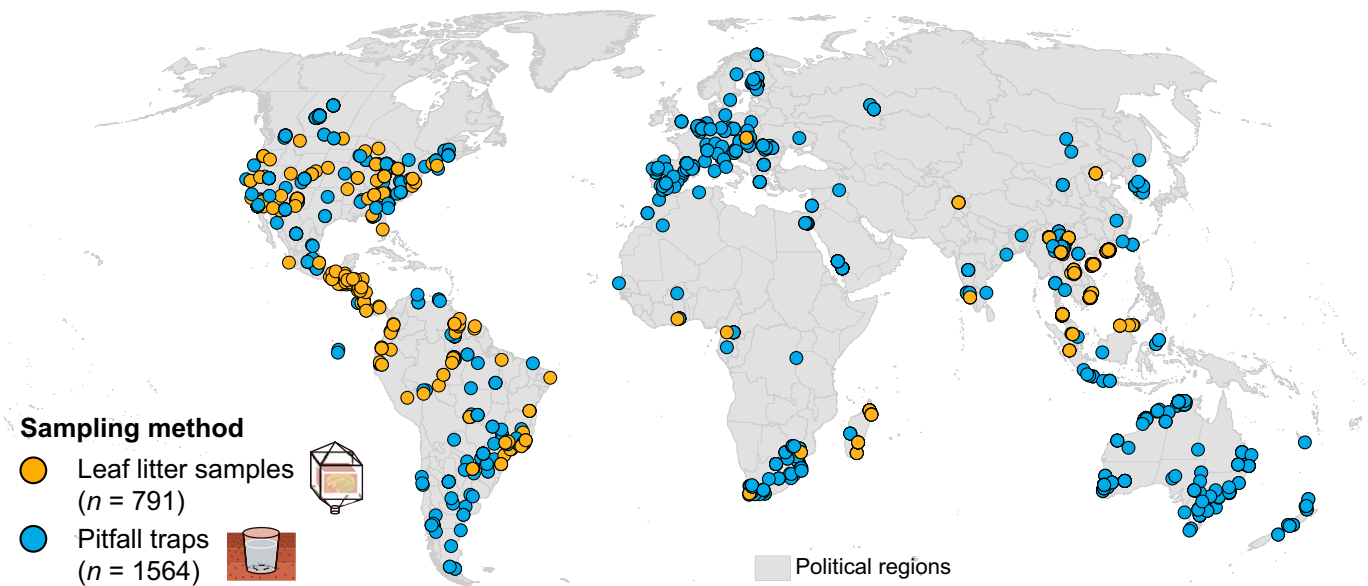 Sampling method
Leaf litter samples
(n = 791)
Pitfall traps
(n = 1564)
Political regions